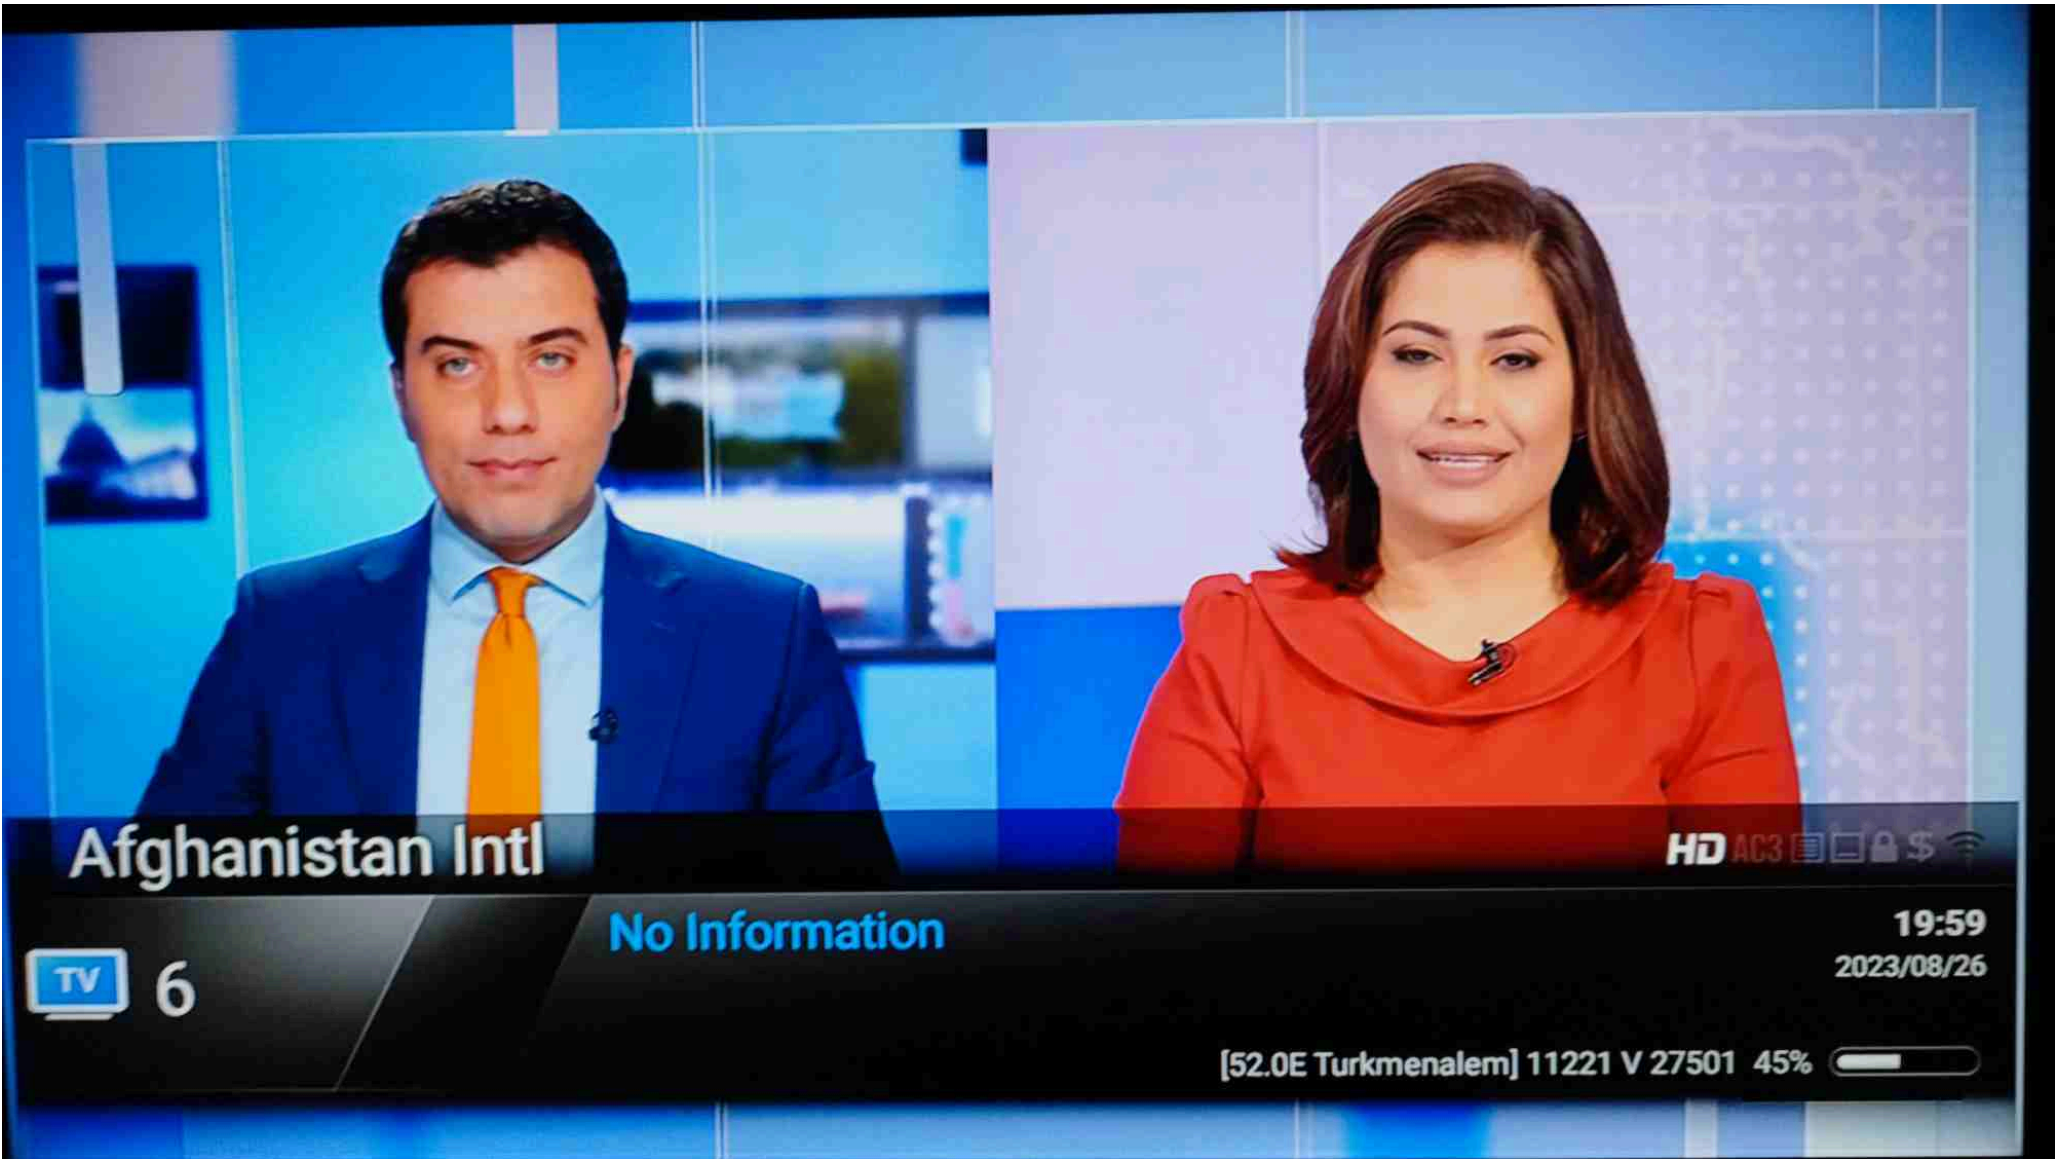 Afghanistan Intl
HD AC3 $
No Information
19:59
TV 6
2023/08/26
[52.0E Turkmenalem] 11221 V 27501 45%